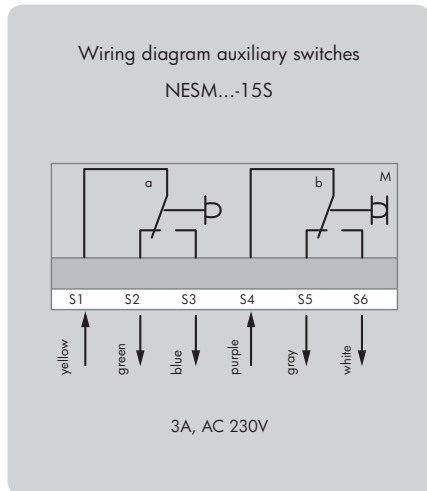 Wiring diagram auxiliary switches
NESM...-15S
a
b
M
S1 S2 S3 S4 S5 S6
yellow green blue purple gray white
3A, AC 230V